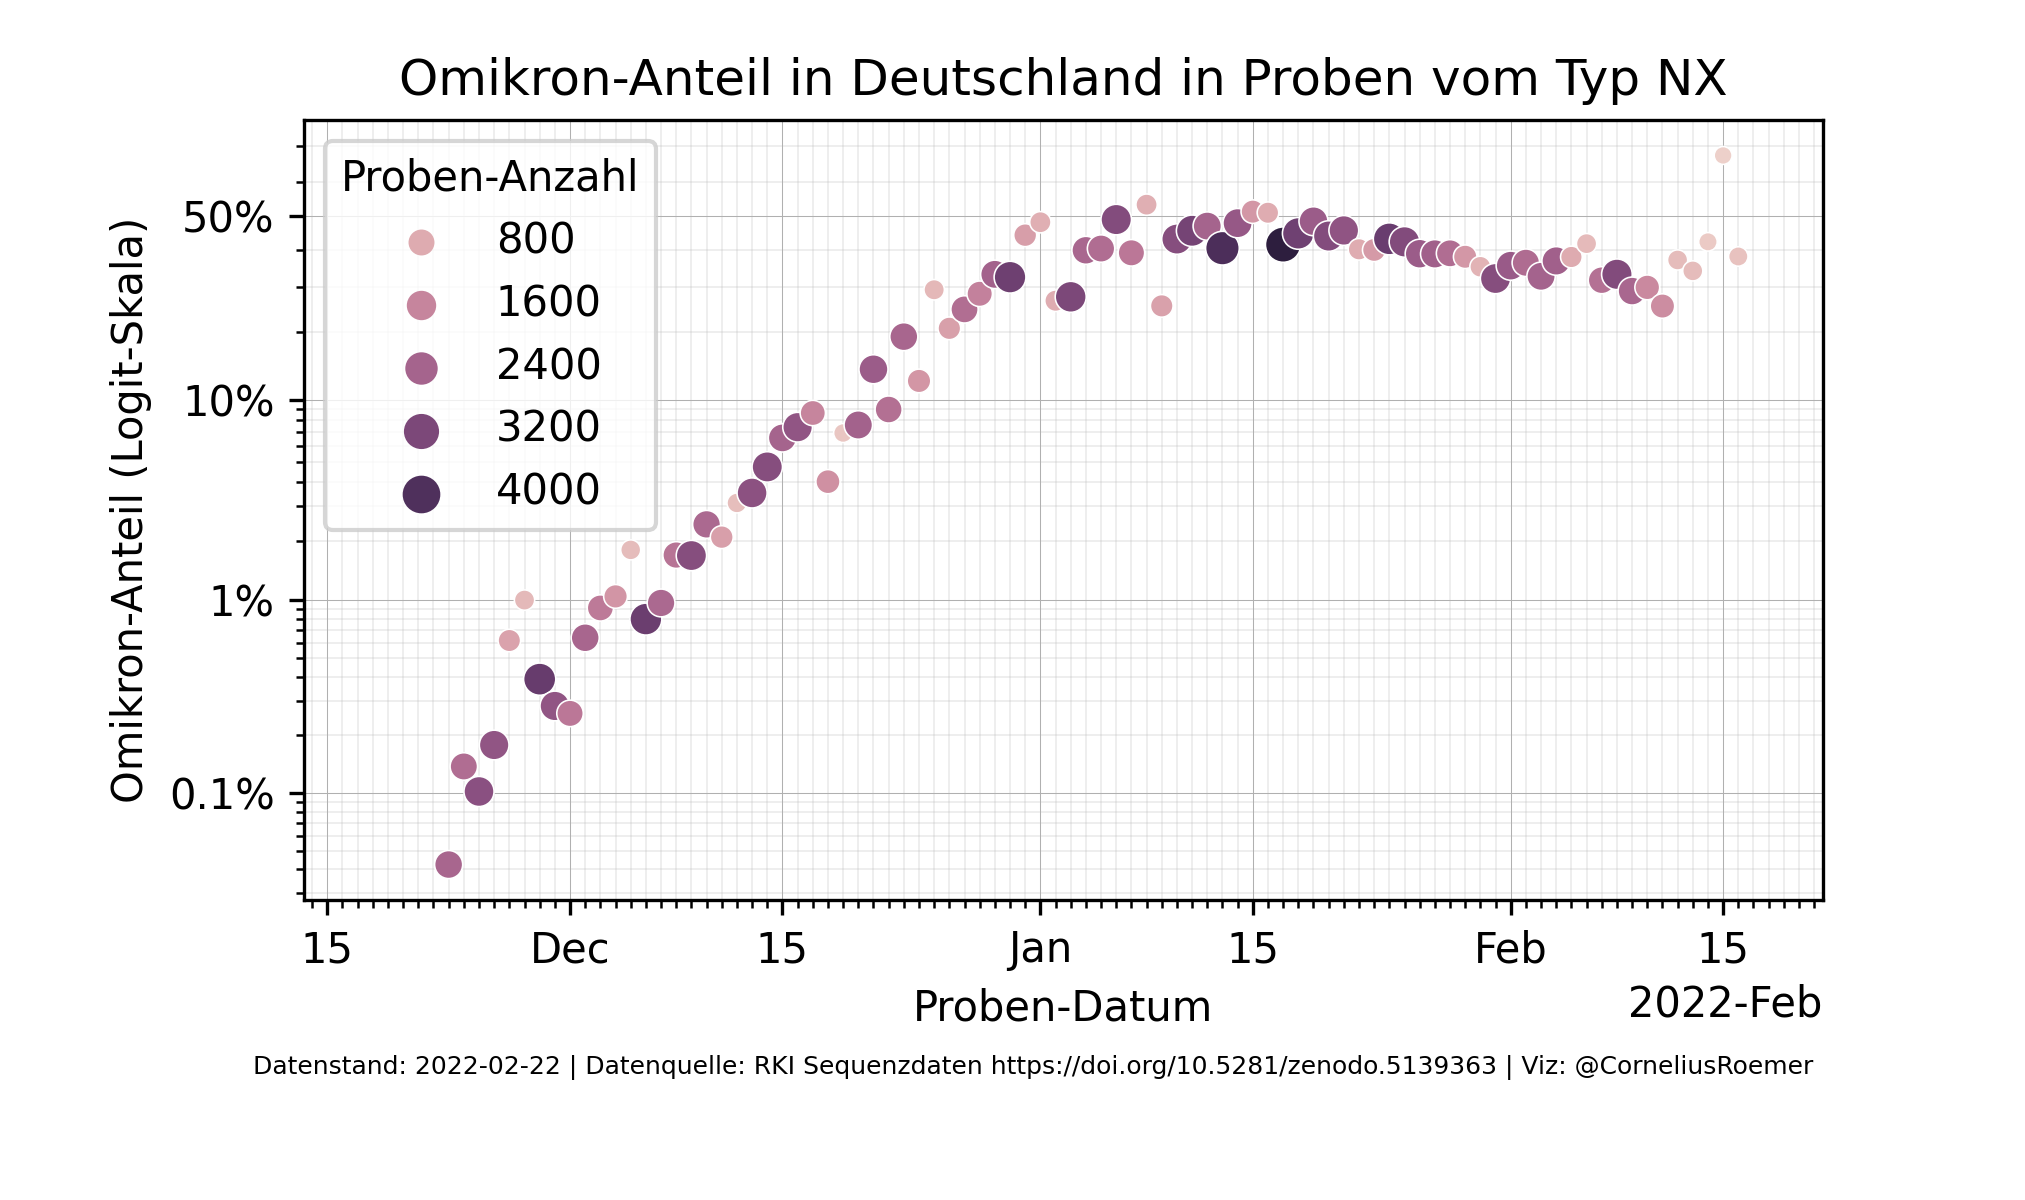 Omikron-Anteil in Deutschland in Proben vom Typ NX
Omikron-Anteil (Logit-Skala)
50%
10%
1%
0.1%
Proben-Anzahl
800
1600
2400
3200
4000
15 Dec 15 Jan 15 Feb 15
2022-Feb
Proben-Datum
Datenstand: 2022-02-22 | Datenquelle: RKI Sequenzdaten https://doi.org/10.5281/zenodo.5139363 | Viz: @CorneliusRoemer